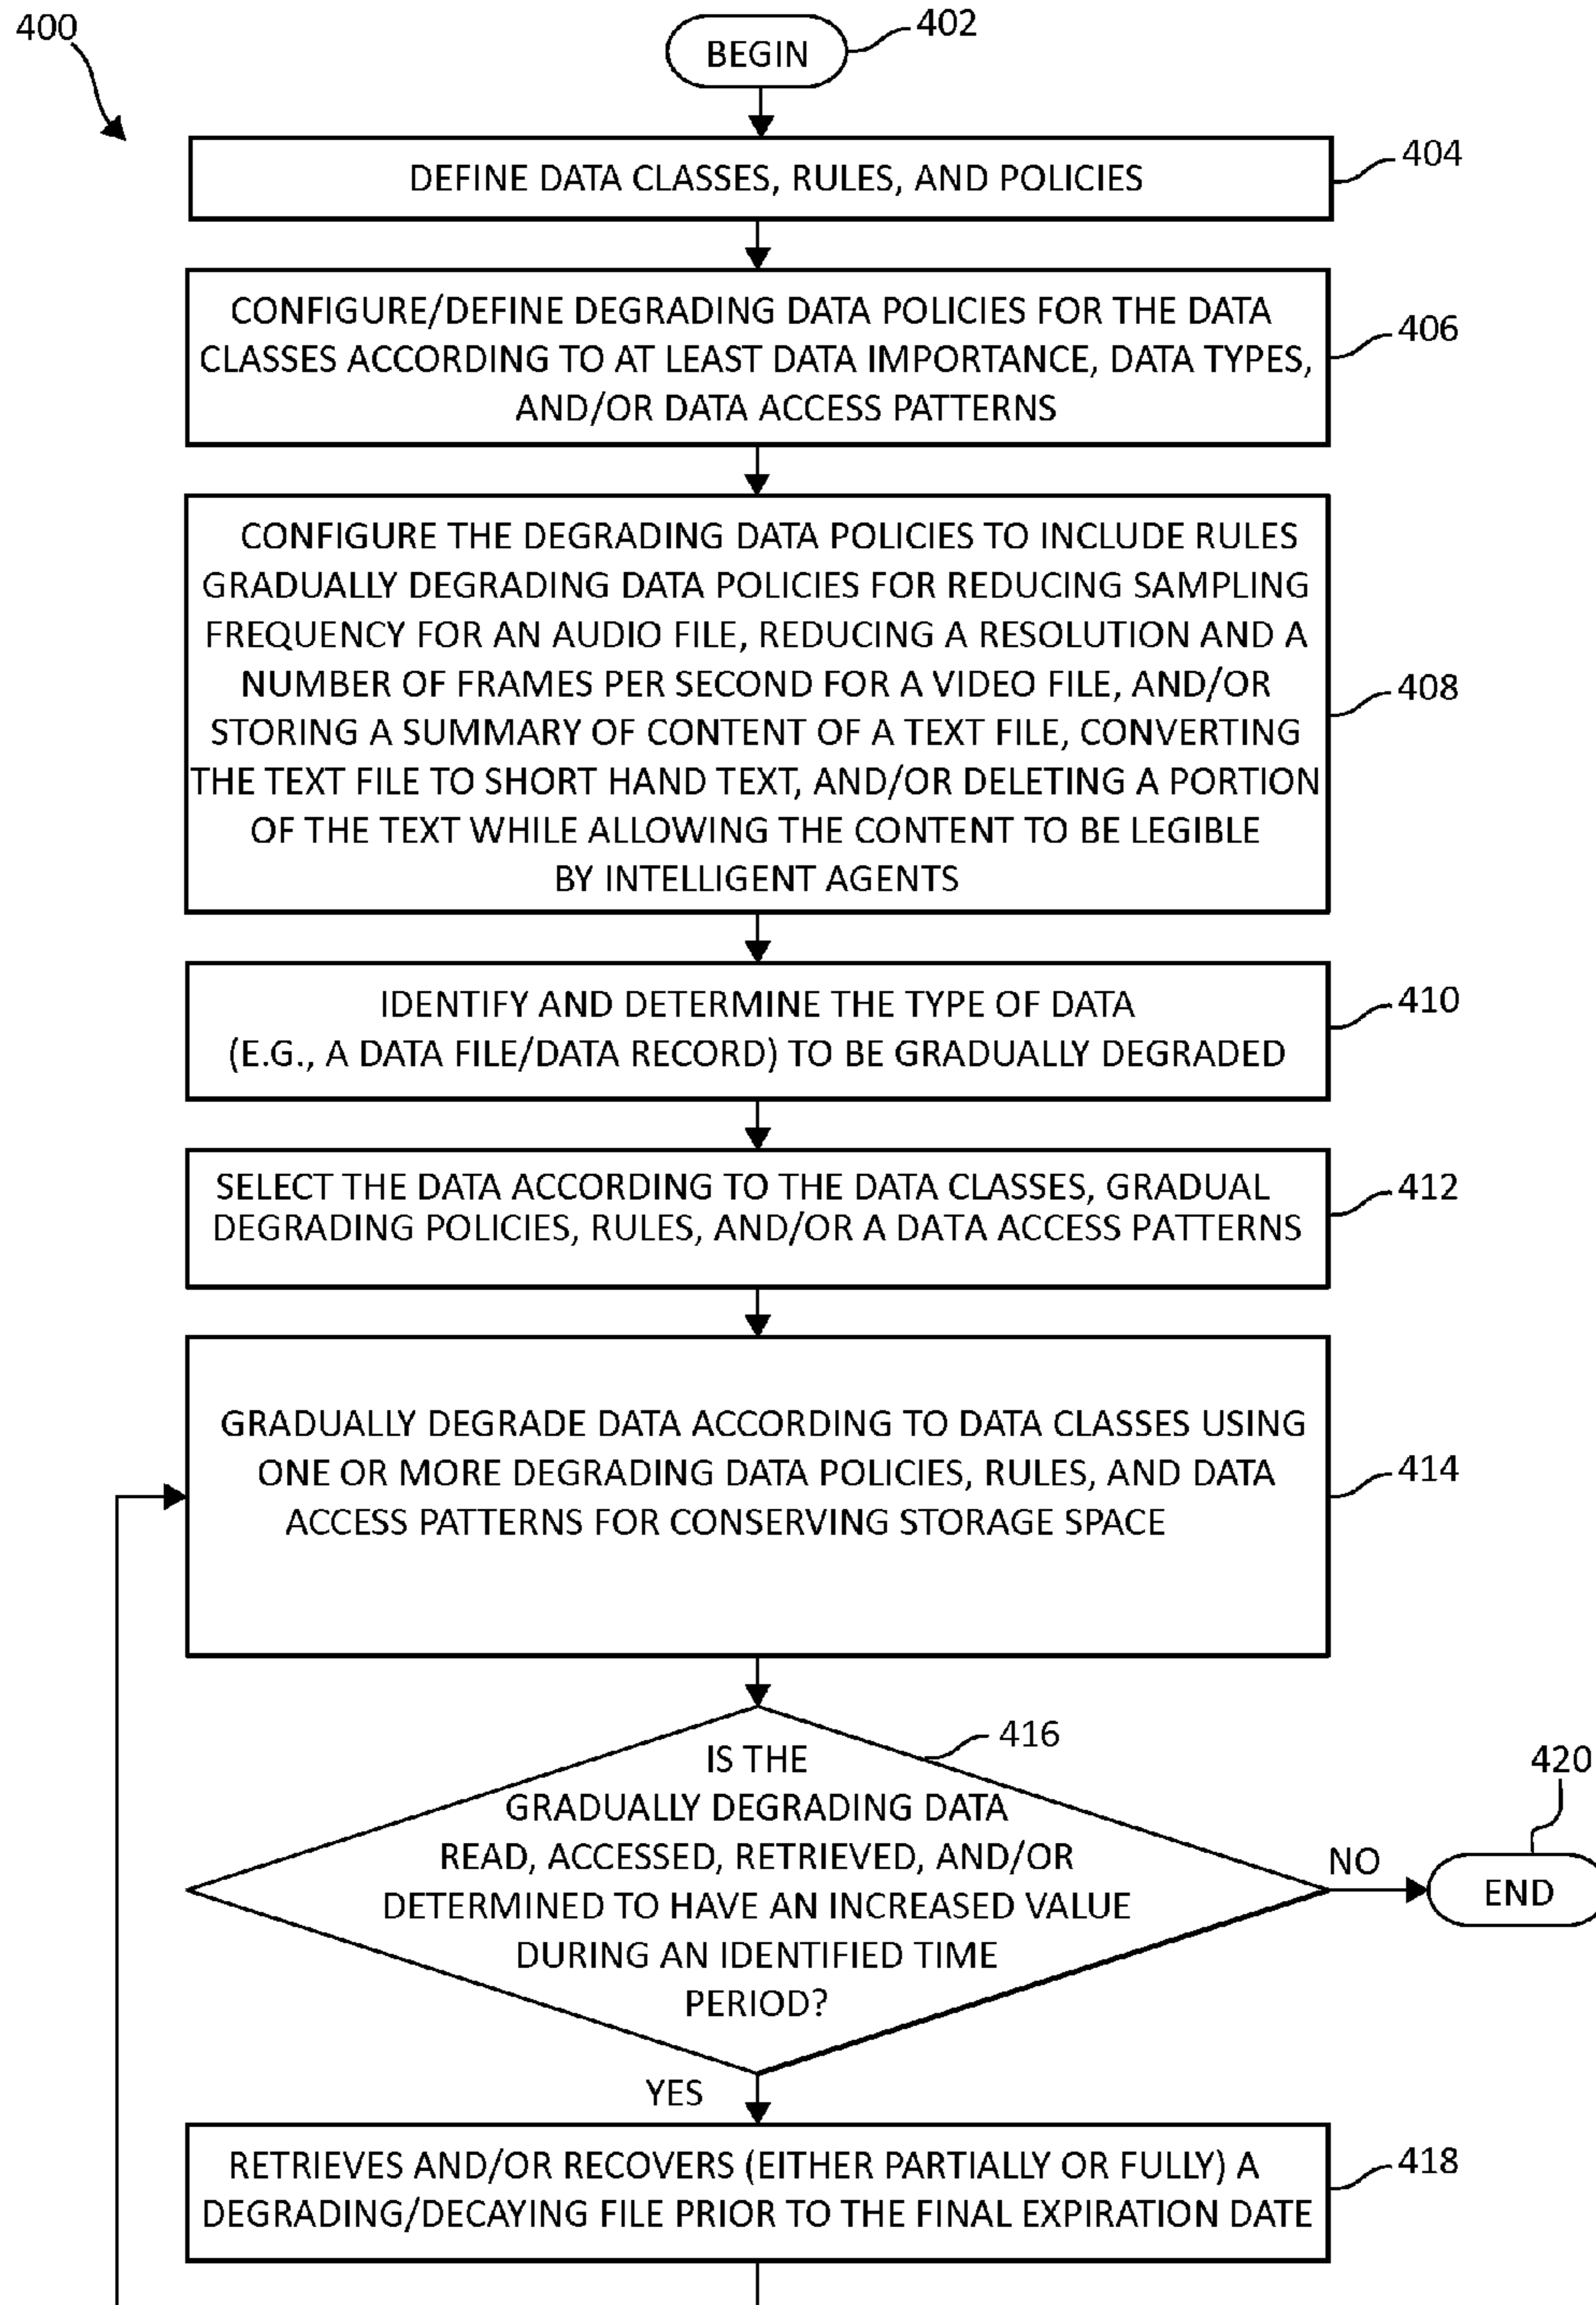 400
BEGIN
402
DEFINE DATA CLASSES, RULES, AND POLICIES
404
CONFIGURE/DEFINE DEGRADING DATA POLICIES FOR THE DATA
CLASSES ACCORDING TO AT LEAST DATA IMPORTANCE, DATA TYPES,
AND/OR DATA ACCESS PATTERNS
406
CONFIGURE THE DEGRADING DATA POLICIES TO INCLUDE RULES
GRADUALLY DEGRADING DATA POLICIES FOR REDUCING SAMPLING
FREQUENCY FOR AN AUDIO FILE, REDUCING A RESOLUTION AND A
NUMBER OF FRAMES PER SECOND FOR A VIDEO FILE, AND/OR
STORING A SUMMARY OF CONTENT OF A TEXT FILE, CONVERTING
THE TEXT FILE TO SHORT HAND TEXT, AND/OR DELETING A PORTION
OF THE TEXT WHILE ALLOWING THE CONTENT TO BE LEGIBLE
BY INTELLIGENT AGENTS
408
IDENTIFY AND DETERMINE THE TYPE OF DATA
(E.G., A DATA FILE/DATA RECORD) TO BE GRADUALLY DEGRADED
410
SELECT THE DATA ACCORDING TO THE DATA CLASSES, GRADUAL
DEGRADING POLICIES, RULES, AND/OR A DATA ACCESS PATTERNS
412
GRADUALLY DEGRADE DATA ACCORDING TO DATA CLASSES USING
ONE OR MORE DEGRADING DATA POLICIES, RULES, AND DATA
ACCESS PATTERNS FOR CONSERVING STORAGE SPACE
414
416
IS THE
GRADUALLY DEGRADING DATA
READ, ACCESSED, RETRIEVED, AND/OR
DETERMINED TO HAVE AN INCREASED VALUE
DURING AN IDENTIFIED TIME
PERIOD?
NO
420
END
YES
RETRIEVES AND/OR RECOVERS (EITHER PARTIALLY OR FULLY) A
DEGRADING/DECAYING FILE PRIOR TO THE FINAL EXPIRATION DATE
418